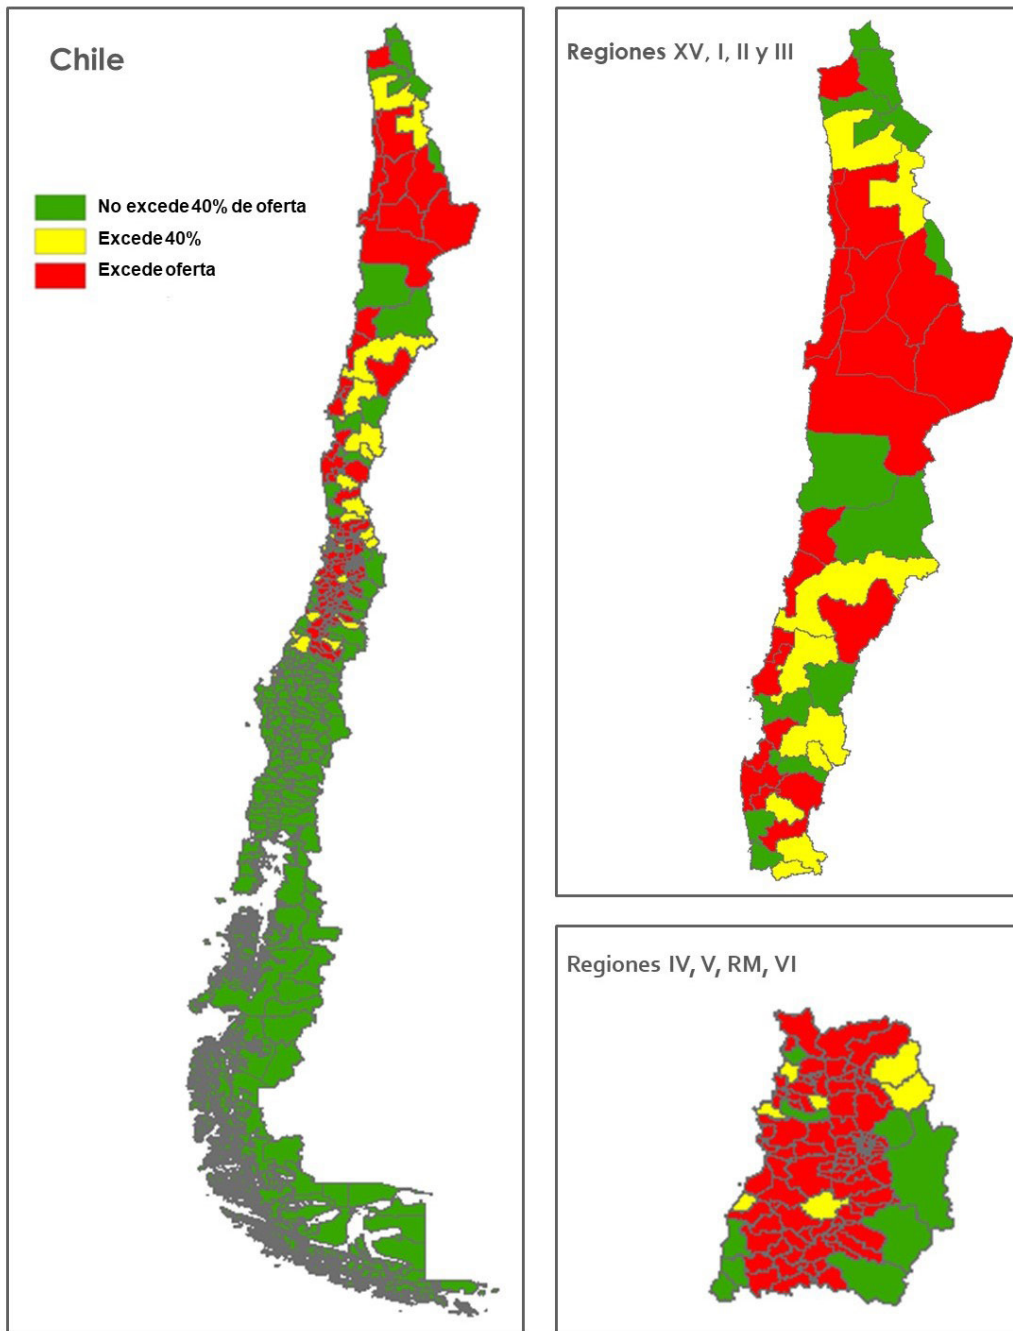 Chile
No excede 40% de oferta
Excede 40%
Excede oferta
Regiones XV, I, II y III
Regiones IV, V, RM, VI